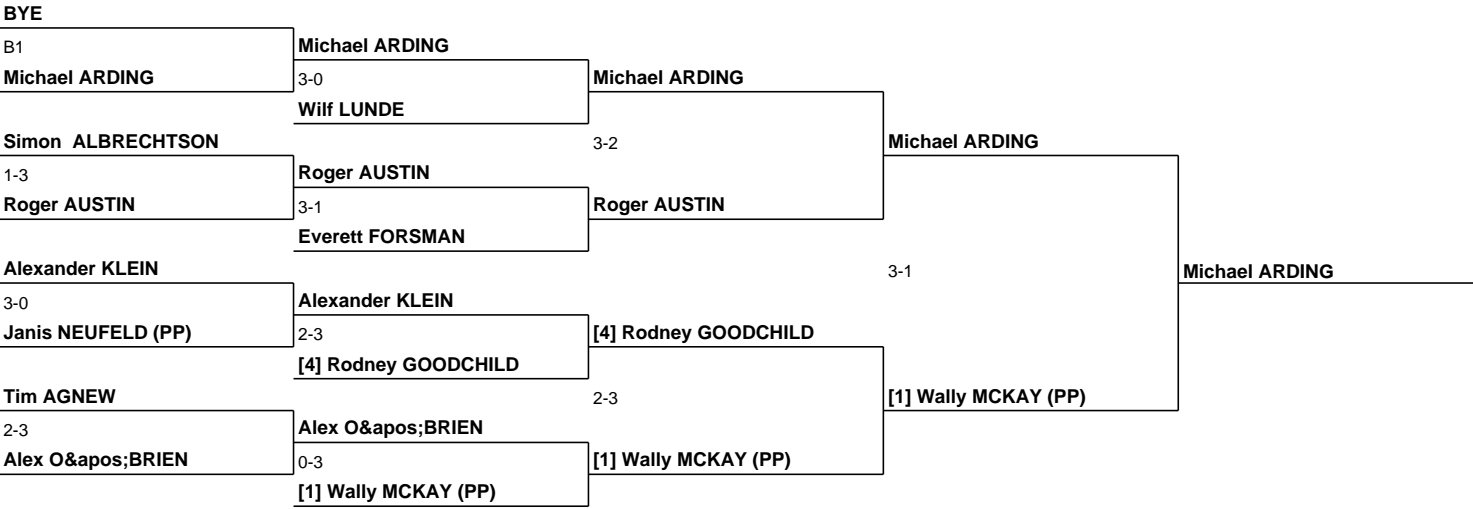 BYE
B1
Michael ARDING
Michael ARDING
3-0
Michael ARDING
Wilf LUNDE
Simon  ALBRECHTSON
3-2
Michael ARDING
1-3
Roger AUSTIN
Roger AUSTIN
3-1
Roger AUSTIN
Everett FORSMAN
Alexander KLEIN
3-1
Michael ARDING
3-0
Alexander KLEIN
Janis NEUFELD (PP)
2-3
[4] Rodney GOODCHILD
[4] Rodney GOODCHILD
Tim AGNEW
2-3
[1] Wally MCKAY (PP)
2-3
Alex O&apos;BRIEN
Alex O&apos;BRIEN
0-3
[1] Wally MCKAY (PP)
[1] Wally MCKAY (PP)